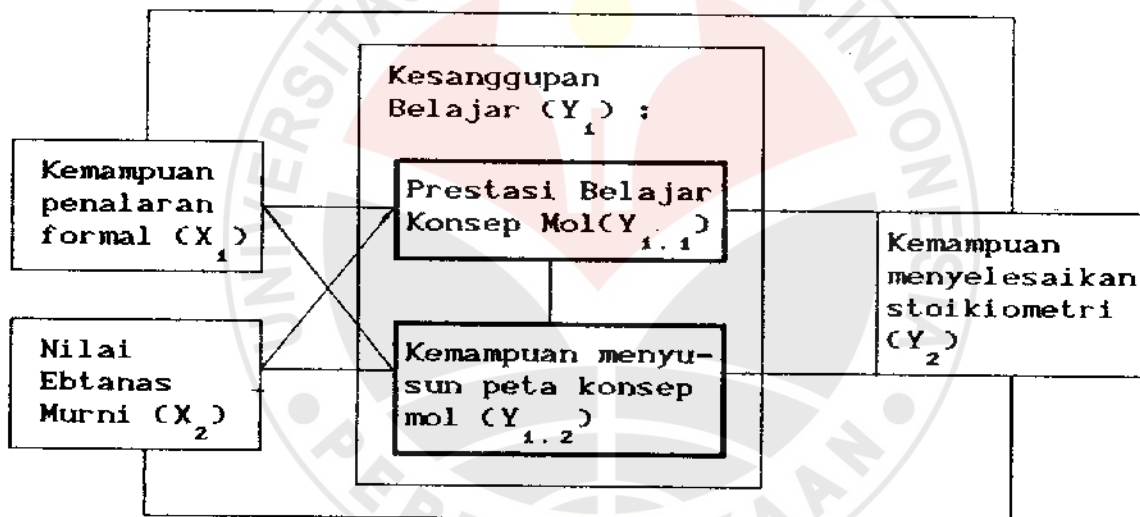 Kesanggupan
Belajar (Y₁) :
Kemampuan
penalaran
formal (X₁)
Prestasi Belajar
Konsep Mol(Y₁.₁)
Kemampuan
menyelesaikan
stoikiometri
(Y₂)
Nilai
Ebtanas
Murni (X₂)
Kemampuan menyu-
sun peta konsep
mol (Y₁.₂)